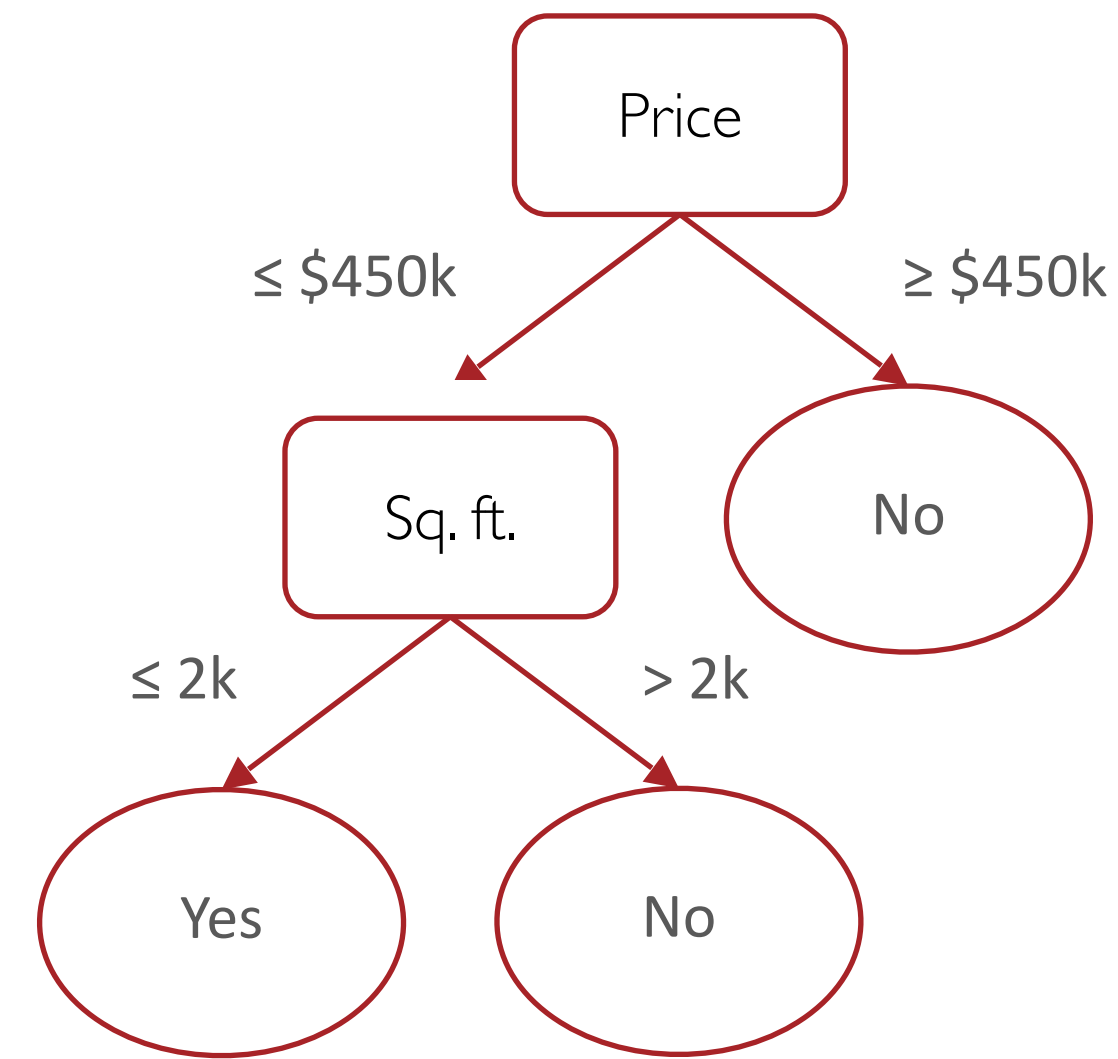 Price
≤ $450k
≥ $450k
Sq. ft.
No
≤ 2k
> 2k
Yes
No